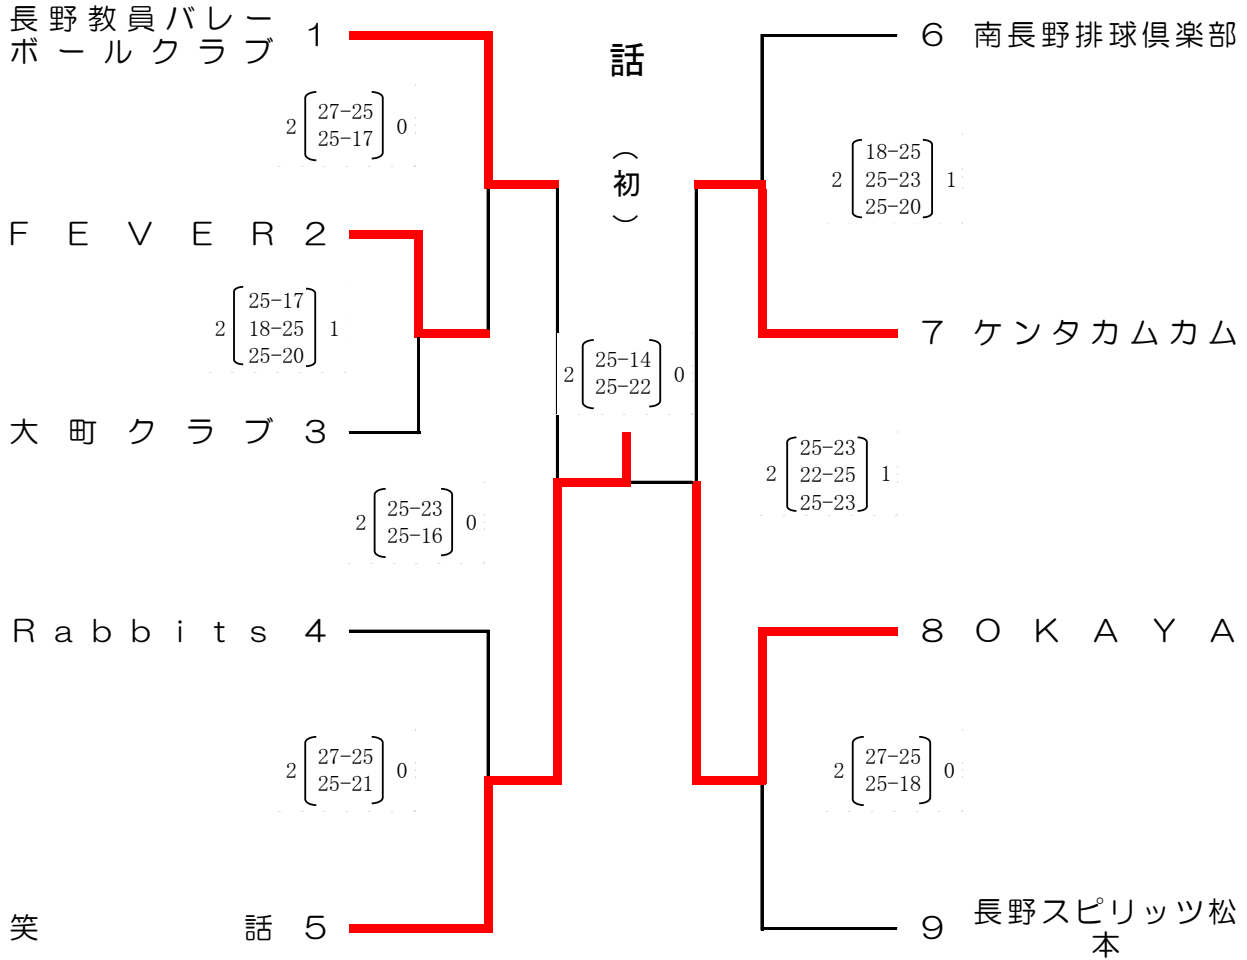 長野教員バレー
ボールクラブ 1
2 27-25 0
25-17
FEVER 2
2 25-17 1
18-25
25-20
大町クラブ 3
2 25-23 0
25-16
Rabbits 4
2 27-25 0
25-21
笑話 5
話
（初）
2 25-14 0
25-22
6 南長野排球倶楽部
2 18-25 1
25-23
25-20
7 ケンタカムカム
2 25-23 1
22-25
25-23
8 OKAYA
2 27-25 0
25-18
9 長野スピリッツ松
本